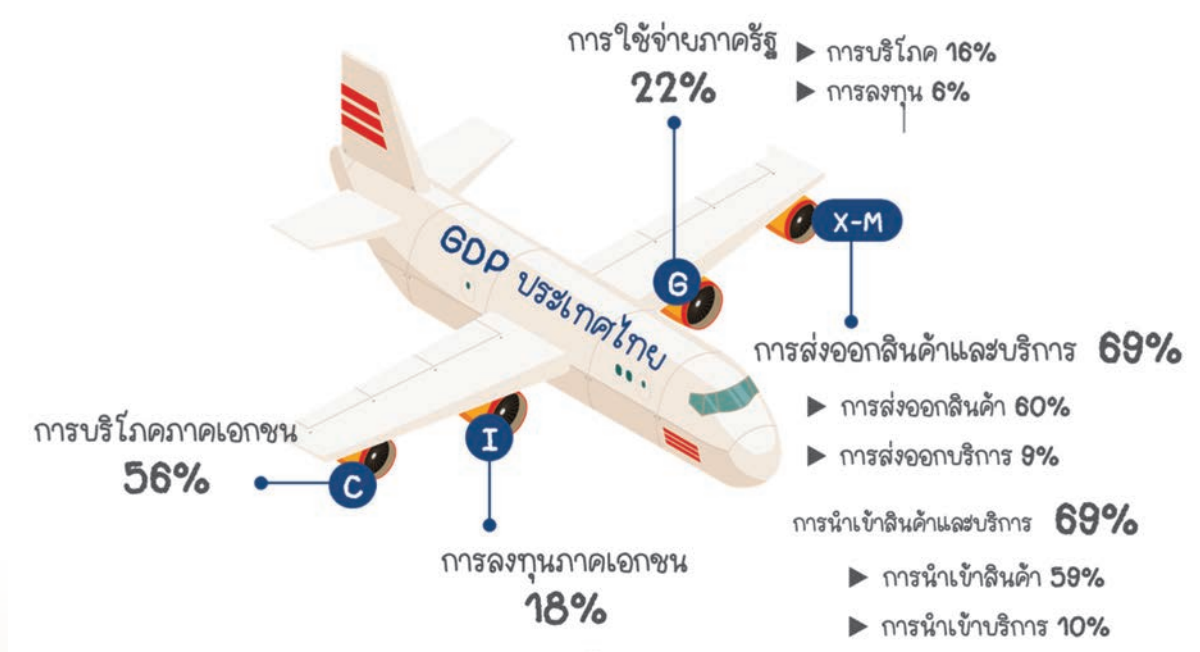 การใช้จ่ายภาครัฐ
22%
▶ การบริโภค 16%
▶ การลงทุน 6%
X-M
G
GDP ประเทศไทย
การส่งออกสินค้าและบริการ 69%
▶ การส่งออกสินค้า 60%
▶ การส่งออกบริการ 9%
การบริโภคภาคเอกชน
56%
C
I
การลงทุนภาคเอกชน
18%
การนำเข้าสินค้าและบริการ 69%
▶ การนำเข้าสินค้า 59%
▶ การนำเข้าบริการ 10%